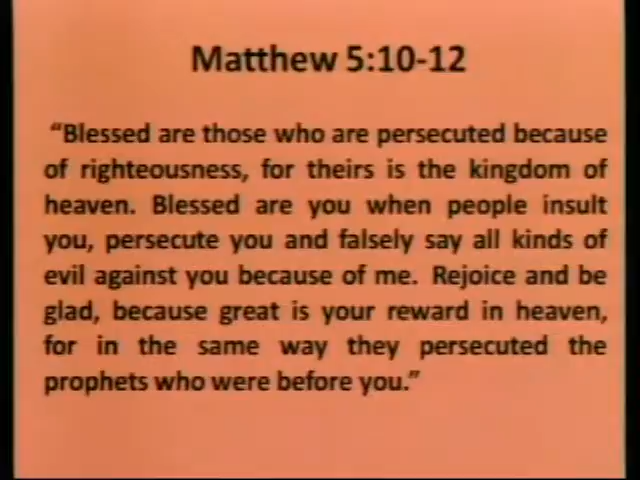 Matthew 5:10-12
“Blessed are those who are persecuted because
of righteousness, for theirs is the kingdom of
heaven. Blessed are you when people insult
you, persecute you and falsely say all kinds of
evil against you because of me. Rejoice and be
glad, because great is your reward in heaven,
for in the same way they persecuted the
prophets who were before you.”